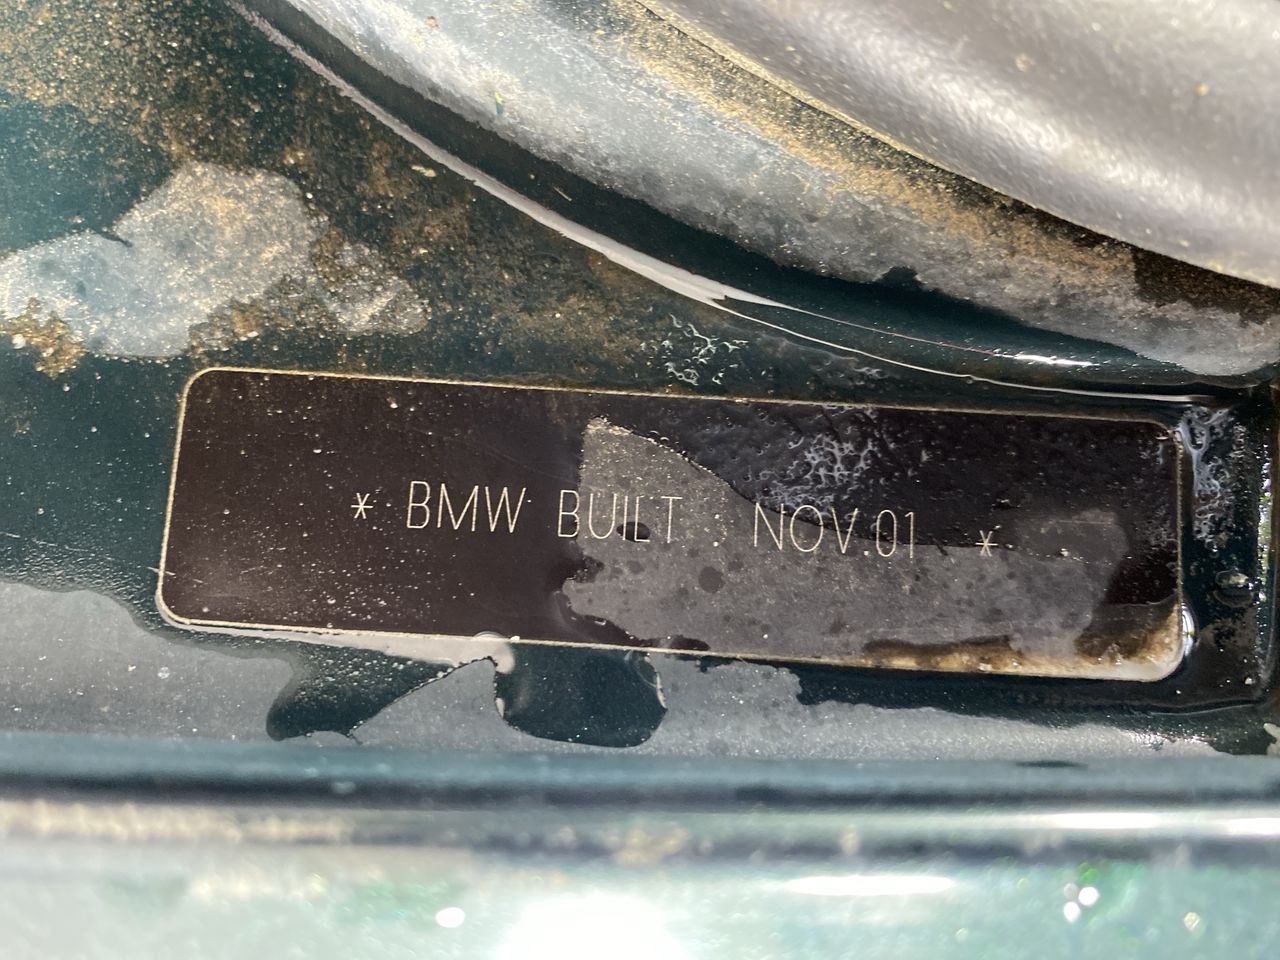 * BMW BUILT : NOV.01 *